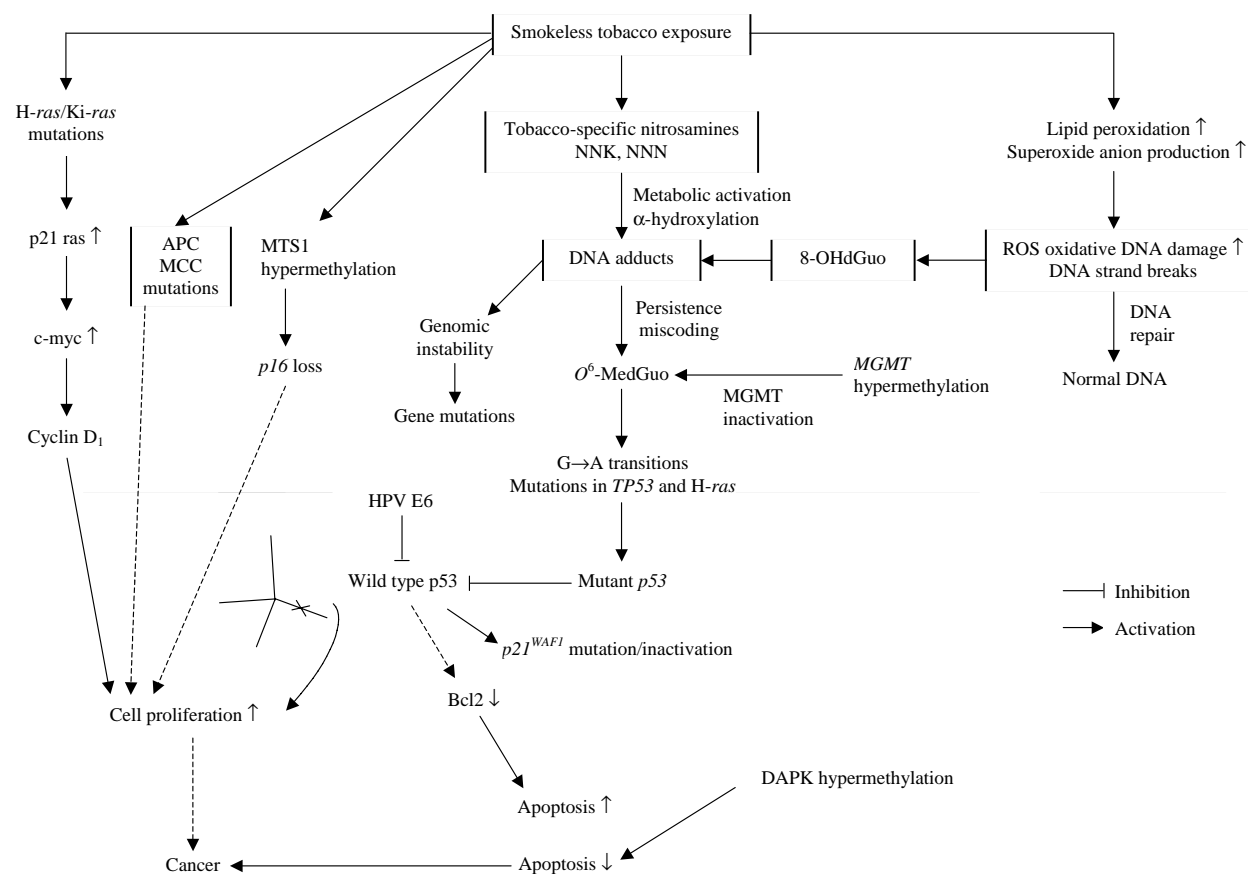 Smokeless tobacco exposure
H-ras/Ki-ras
mutations
Tobacco-specific nitrosamines
NNK, NNN
Lipid peroxidation ↑
Superoxide anion production ↑
Metabolic activation
α-hydroxylation
p21 ras ↑
APC
MCC
mutations
MTS1
hypermethylation
DNA adducts
8-OHdGuo
ROS oxidative DNA damage ↑
DNA strand breaks
Persistence
miscoding
DNA
repair
Genomic
instability
c-myc ↑
p16 loss
O⁶-MedGuo
MGMT
hypermethylation
MGMT
inactivation
Normal DNA
Gene mutations
Cyclin D₁
G→A transitions
Mutations in TP53 and H-ras
HPV E6
Wild type p53
Mutant p53
Inhibition
Activation
p21^WAF1 mutation/inactivation
Bcl2 ↓
Cell proliferation ↑
DAPK hypermethylation
Apoptosis ↑
Cancer
Apoptosis ↓